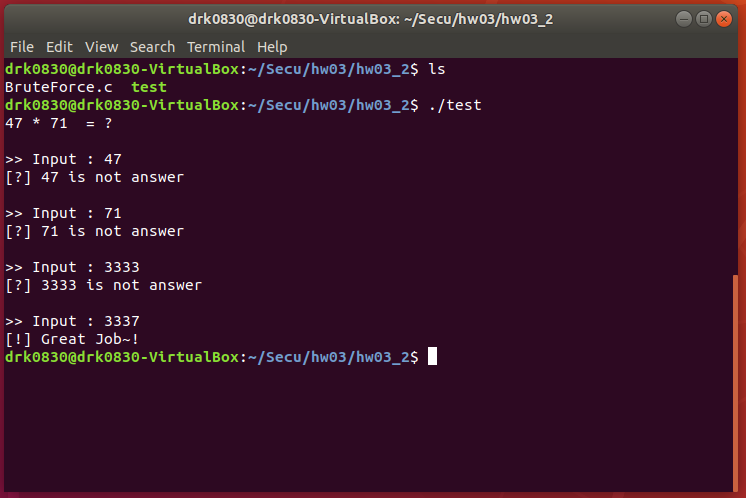 drk0830@drk0830-VirtualBox: ~/Secu/hw03/hw03_2
File Edit View Search Terminal Help
drk0830@drk0830-VirtualBox:~/Secu/hw03/hw03_2$ ls
BruteForce.c  test
drk0830@drk0830-VirtualBox:~/Secu/hw03/hw03_2$ ./test
47 * 71  = ?
>> Input : 47
[?] 47 is not answer
>> Input : 71
[?] 71 is not answer
>> Input : 3333
[?] 3333 is not answer
>> Input : 3337
[!] Great Job~!
drk0830@drk0830-VirtualBox:~/Secu/hw03/hw03_2$